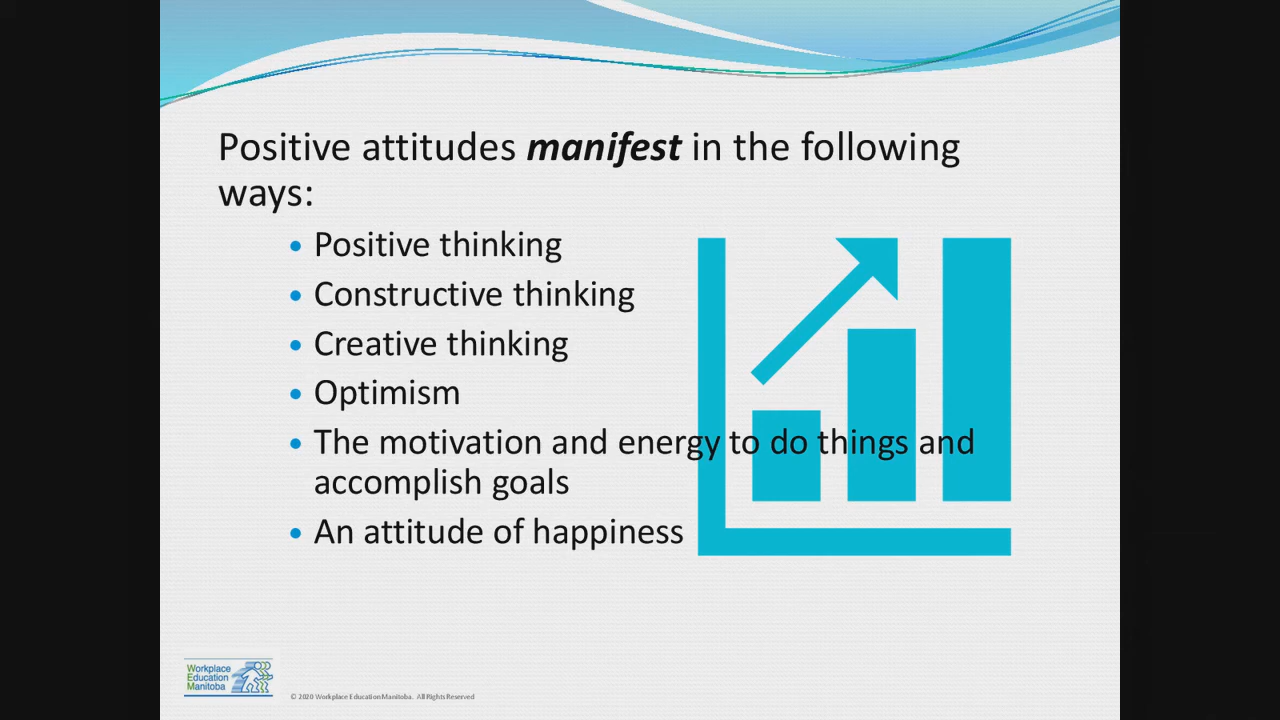 Positive attitudes manifest in the following
ways:
• Positive thinking
• Constructive thinking
• Creative thinking
• Optimism
• The motivation and energy to do things and
accomplish goals
• An attitude of happiness
Workplace
Education
Manitoba
© 2020 Workplace Education Manitoba. All Rights Reserved